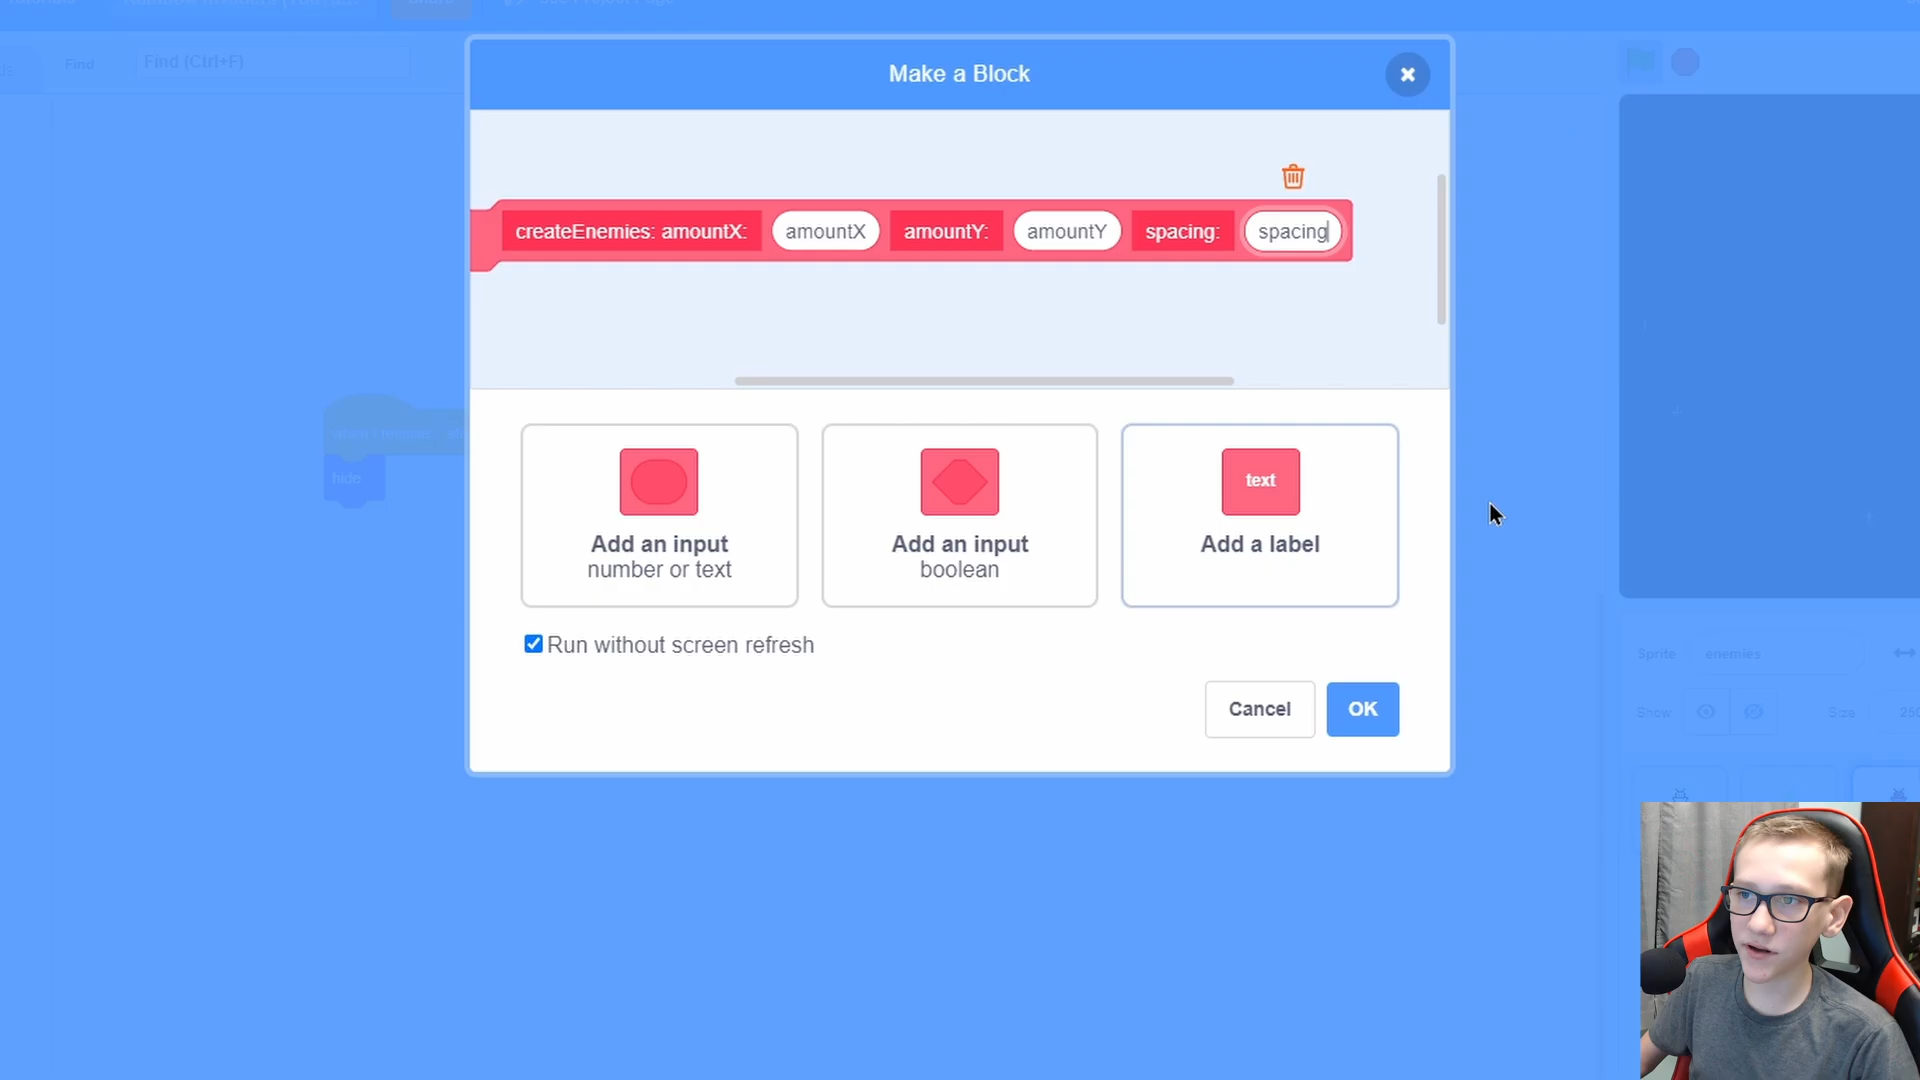 Make a Block
Find
Find (Ctrl+F)
createEnemies: amountX: amountX amountY: amountY spacing: spacing
text
Add an input
number or text
Add an input
boolean
Add a label
hide
Run without screen refresh
Sprite
enemies
Cancel
OK
Show
Size